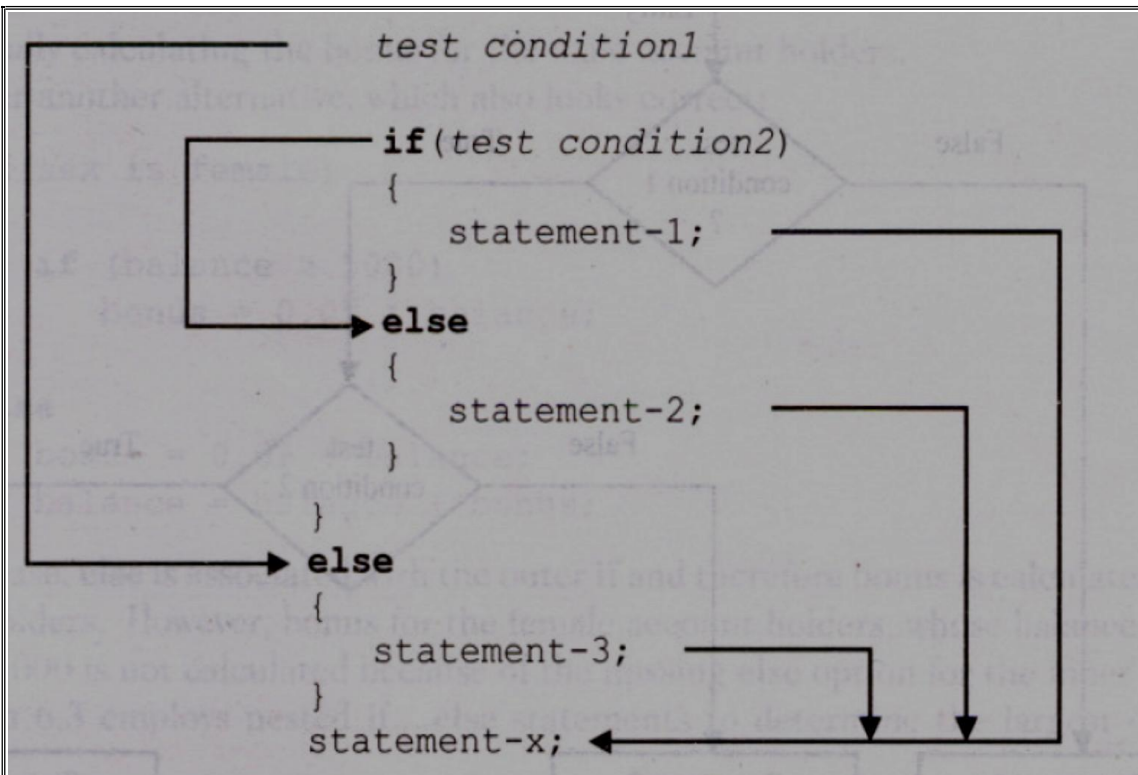 test condition1
if(test condition2)
{
statement-1;
}
else
{
statement-2;
}
}
else
{
statement-3;
}
statement-x;